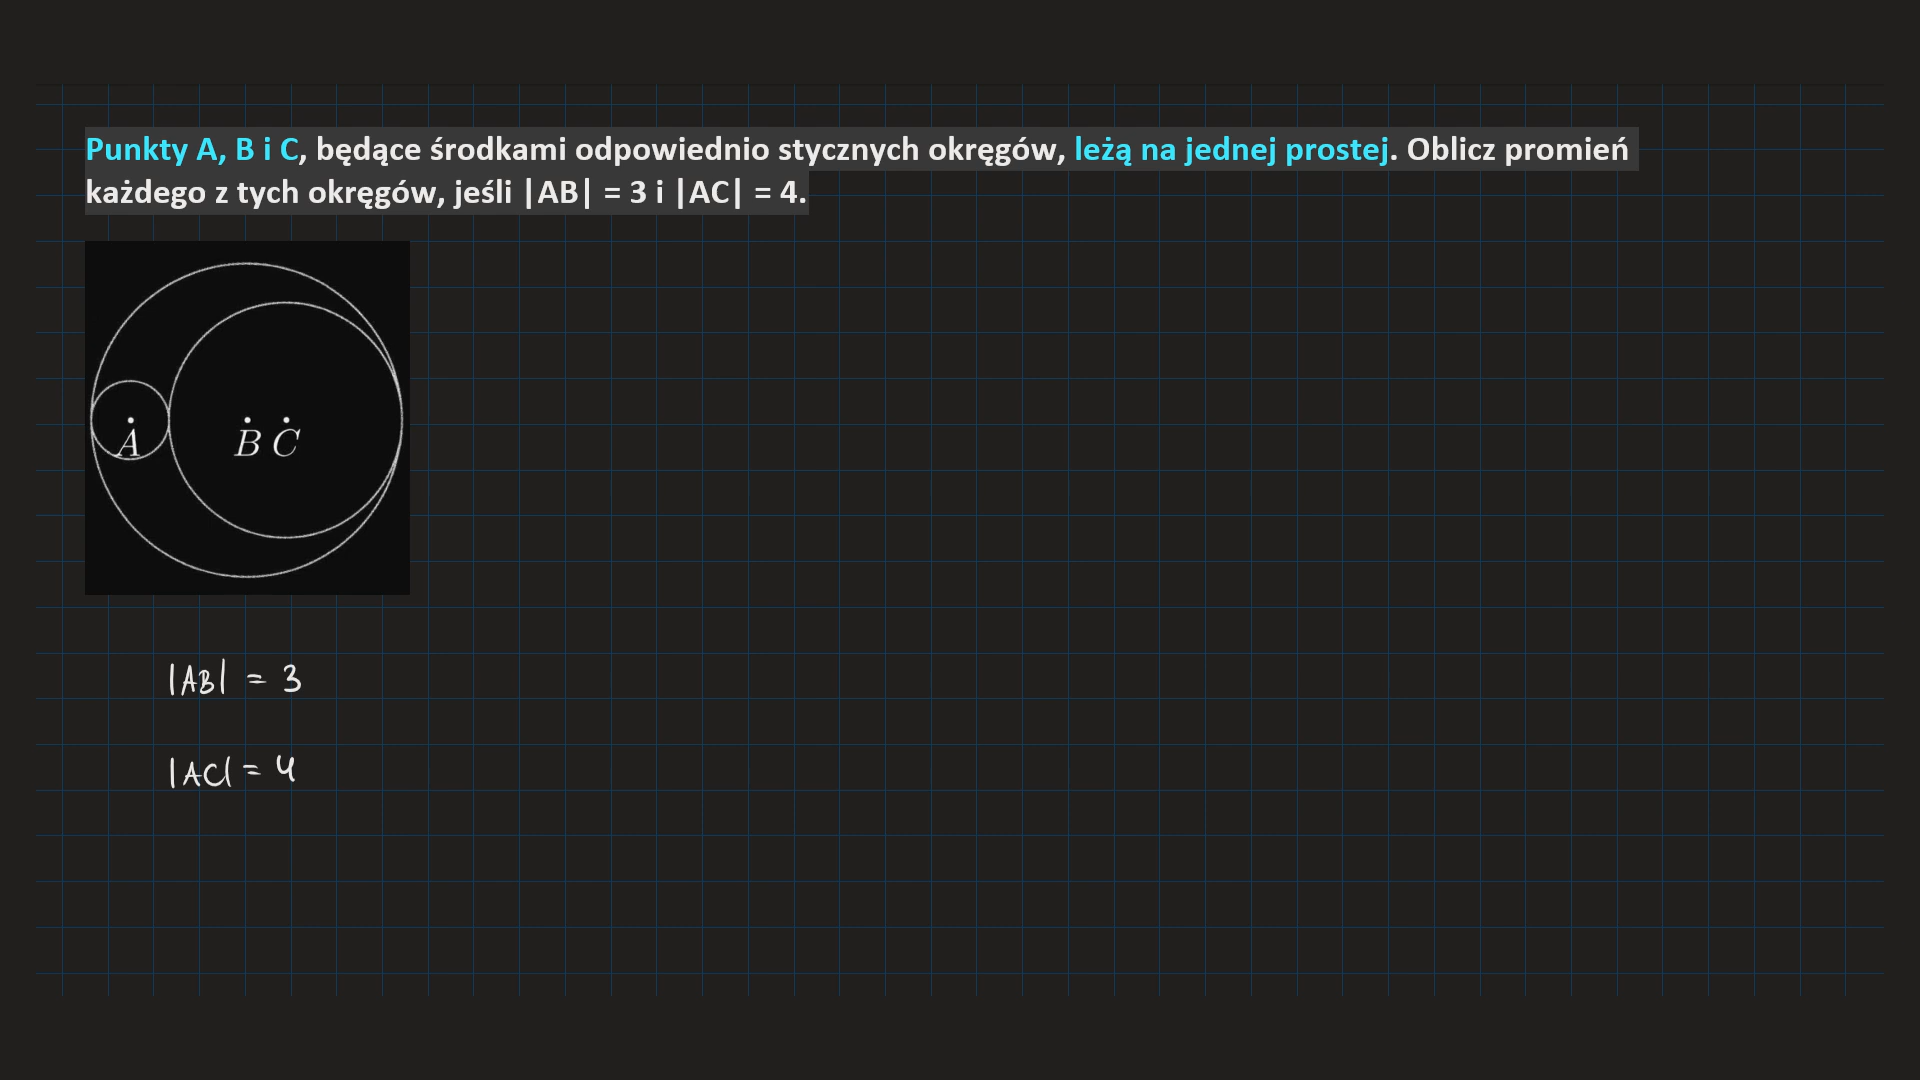 Punkty A, B i C, będące środkami odpowiednio stycznych okręgów, leżą na jednej prostej. Oblicz promień
każdego z tych okręgów, jeśli |AB| = 3 i |AC| = 4.
A B C
|AB| = 3
|AC| = 4